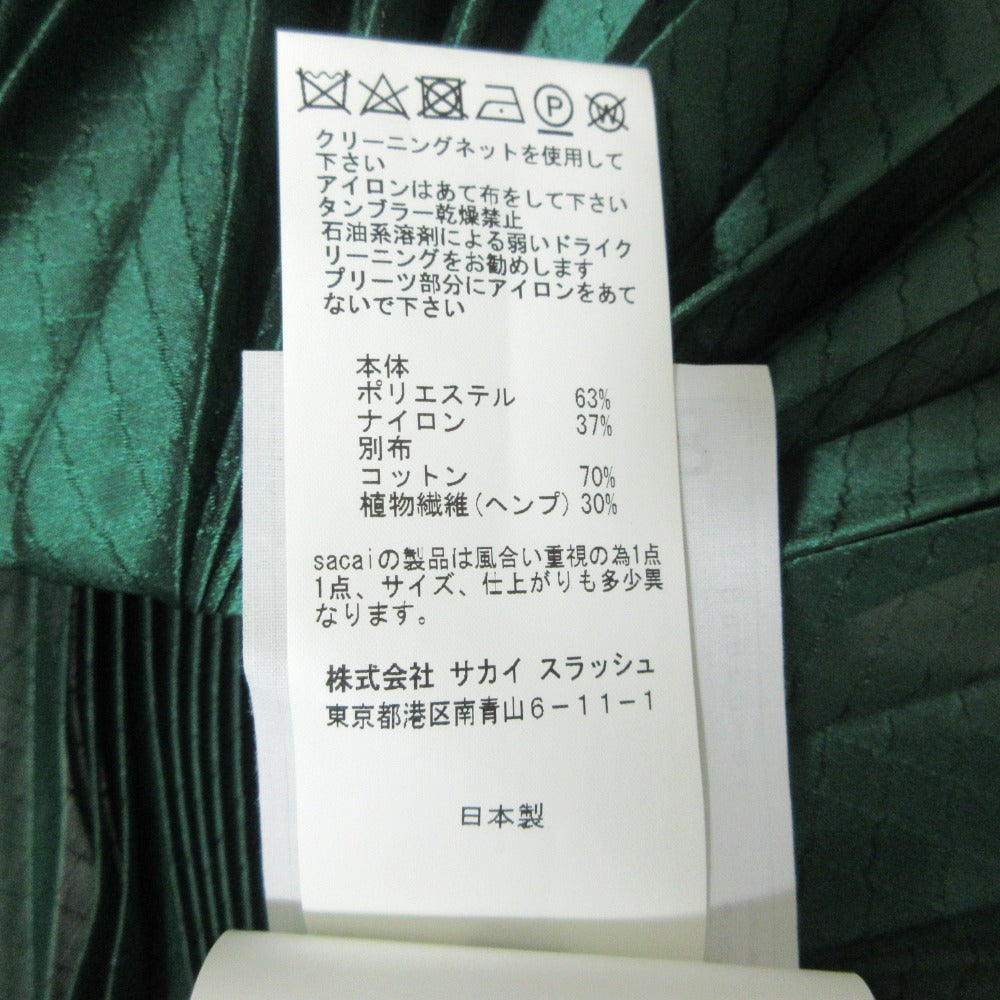 P W
クリーニングネットを使用して
下さい
アイロンはあて布をして下さい
タンブラー乾燥禁止
石油系溶剤による弱いドライク
リーニングをお勧めします
プリーツ部分にアイロンをあて
ないで下さい
本体
ポリエステル 63%
ナイロン 37%
別布
コットン 70%
植物繊維(ヘンプ) 30%
sacaiの製品は風合い重視の為1点
1点、サイズ、仕上がりも多少異
なります。
株式会社 サカイ スラッシュ
東京都港区南青山6-11-1
日本製